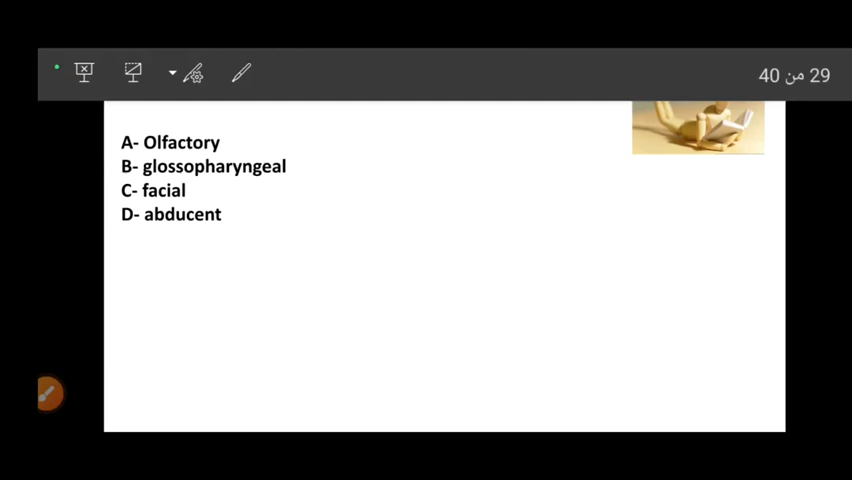 29 من 40
A- Olfactory
B- glossopharyngeal
C- facial
D- abducent